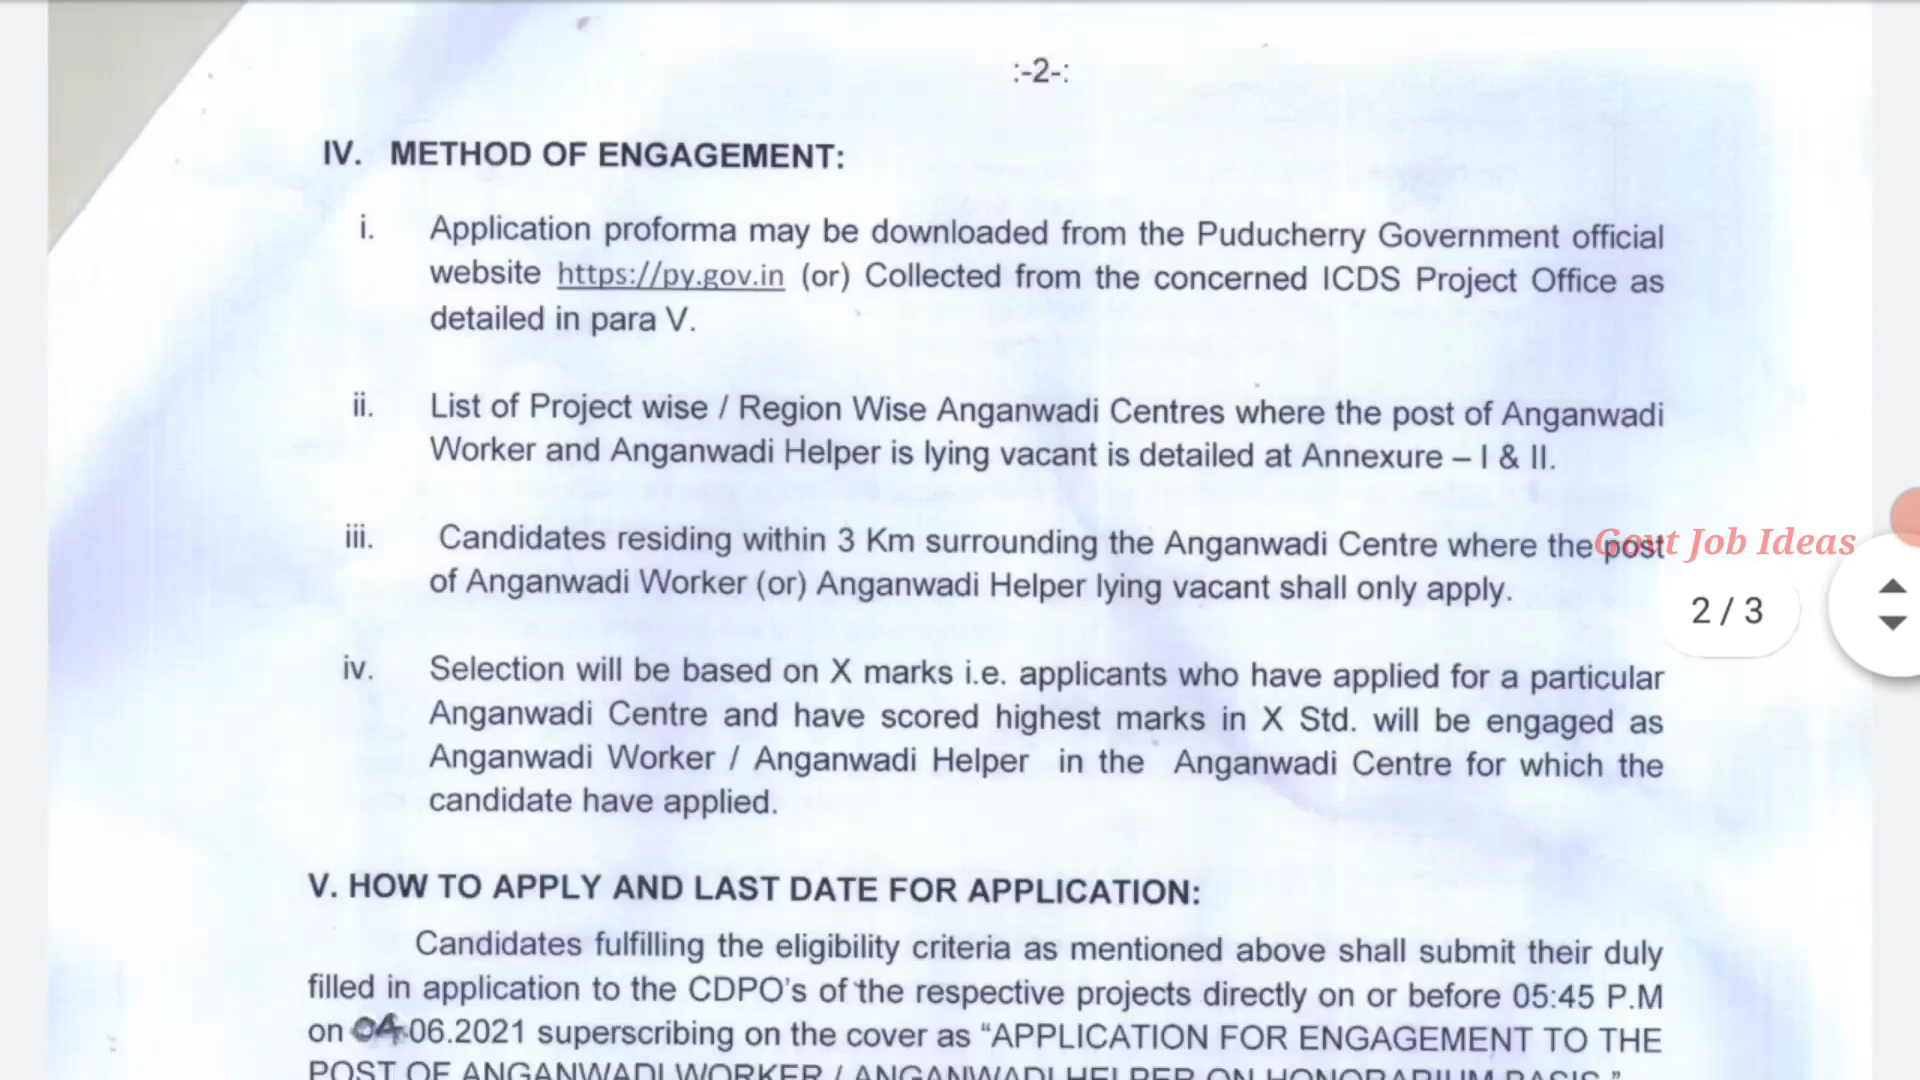 :-2-:
IV. METHOD OF ENGAGEMENT:
i. Application proforma may be downloaded from the Puducherry Government official
website https://py.gov.in (or) Collected from the concerned ICDS Project Office as
detailed in para V.
ii. List of Project wise / Region Wise Anganwadi Centres where the post of Anganwadi
Worker and Anganwadi Helper is lying vacant is detailed at Annexure – I & II.
iii. Candidates residing within 3 Km surrounding the Anganwadi Centre where the post
Govt Job Ideas
of Anganwadi Worker (or) Anganwadi Helper lying vacant shall only apply.
2 / 3
iv. Selection will be based on X marks i.e. applicants who have applied for a particular
Anganwadi Centre and have scored highest marks in X Std. will be engaged as
Anganwadi Worker / Anganwadi Helper in the Anganwadi Centre for which the
candidate have applied.
V. HOW TO APPLY AND LAST DATE FOR APPLICATION:
Candidates fulfilling the eligibility criteria as mentioned above shall submit their duly
filled in application to the CDPO's of the respective projects directly on or before 05:45 P.M
on 04.06.2021 superscribing on the cover as "APPLICATION FOR ENGAGEMENT TO THE
POST OF ANGANWADI WORKER / ANGANWADI HELPER ON HONORARIUM BASIS."